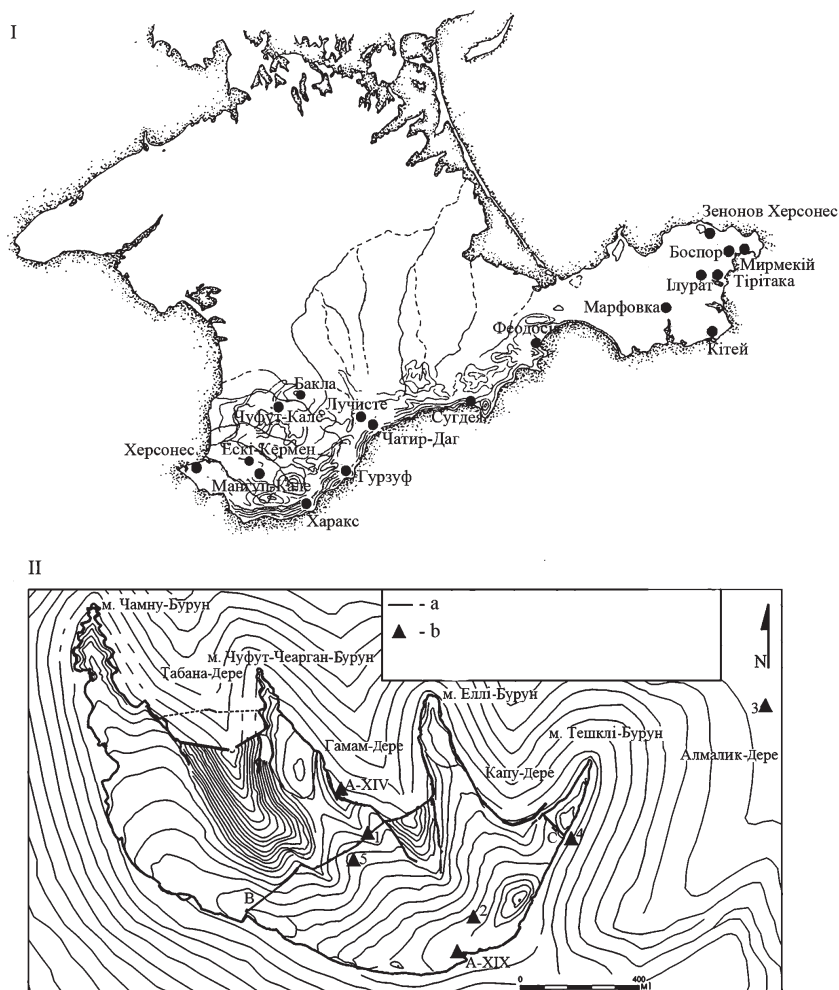 I
Зенонов Херсонес
Боспор
Мирмекій
Ілурат
Тірітака
Марфовка
Феодосія
Кітей
Бакла
Лучисте
Сугдея
Чуфут-Кале
Чатир-Даг
Херсонес
Ескі-Кермен
Мангуп-Кале
Гурзуф
Харакс
II
м. Чамну-Бурун
- a
- b
м. Чуфут-Чеарган-Бурун
Табана-Дере
N
м. Еллі-Бурун
3
м. Тешклі-Бурун
Гамам-Дере
Алмалик-Дере
Капу-Дере
A-XIV
C
4
5
B
2
A-XIX
0 400